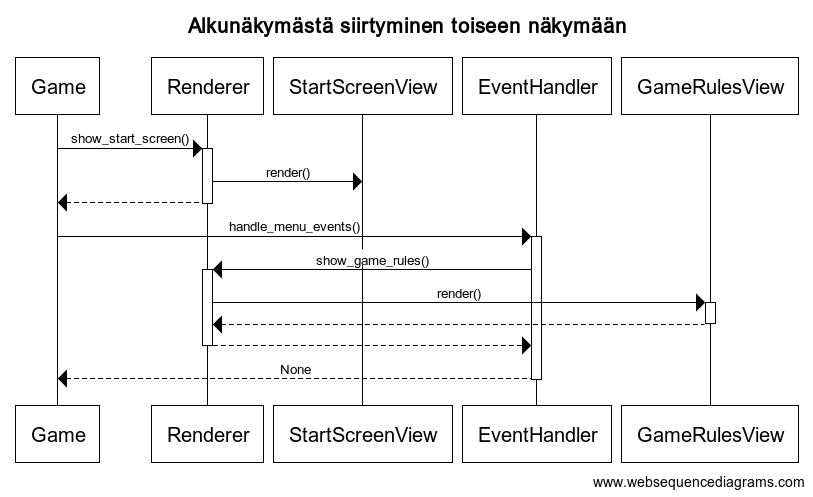 Alkunäkymästä siirtyminen toiseen näkymään
Game
Renderer
StartScreenView
EventHandler
GameRulesView
show_start_screen()
render()
handle_menu_events()
show_game_rules()
render()
None
Game
Renderer
StartScreenView
EventHandler
GameRulesView
www.websequencediagrams.com